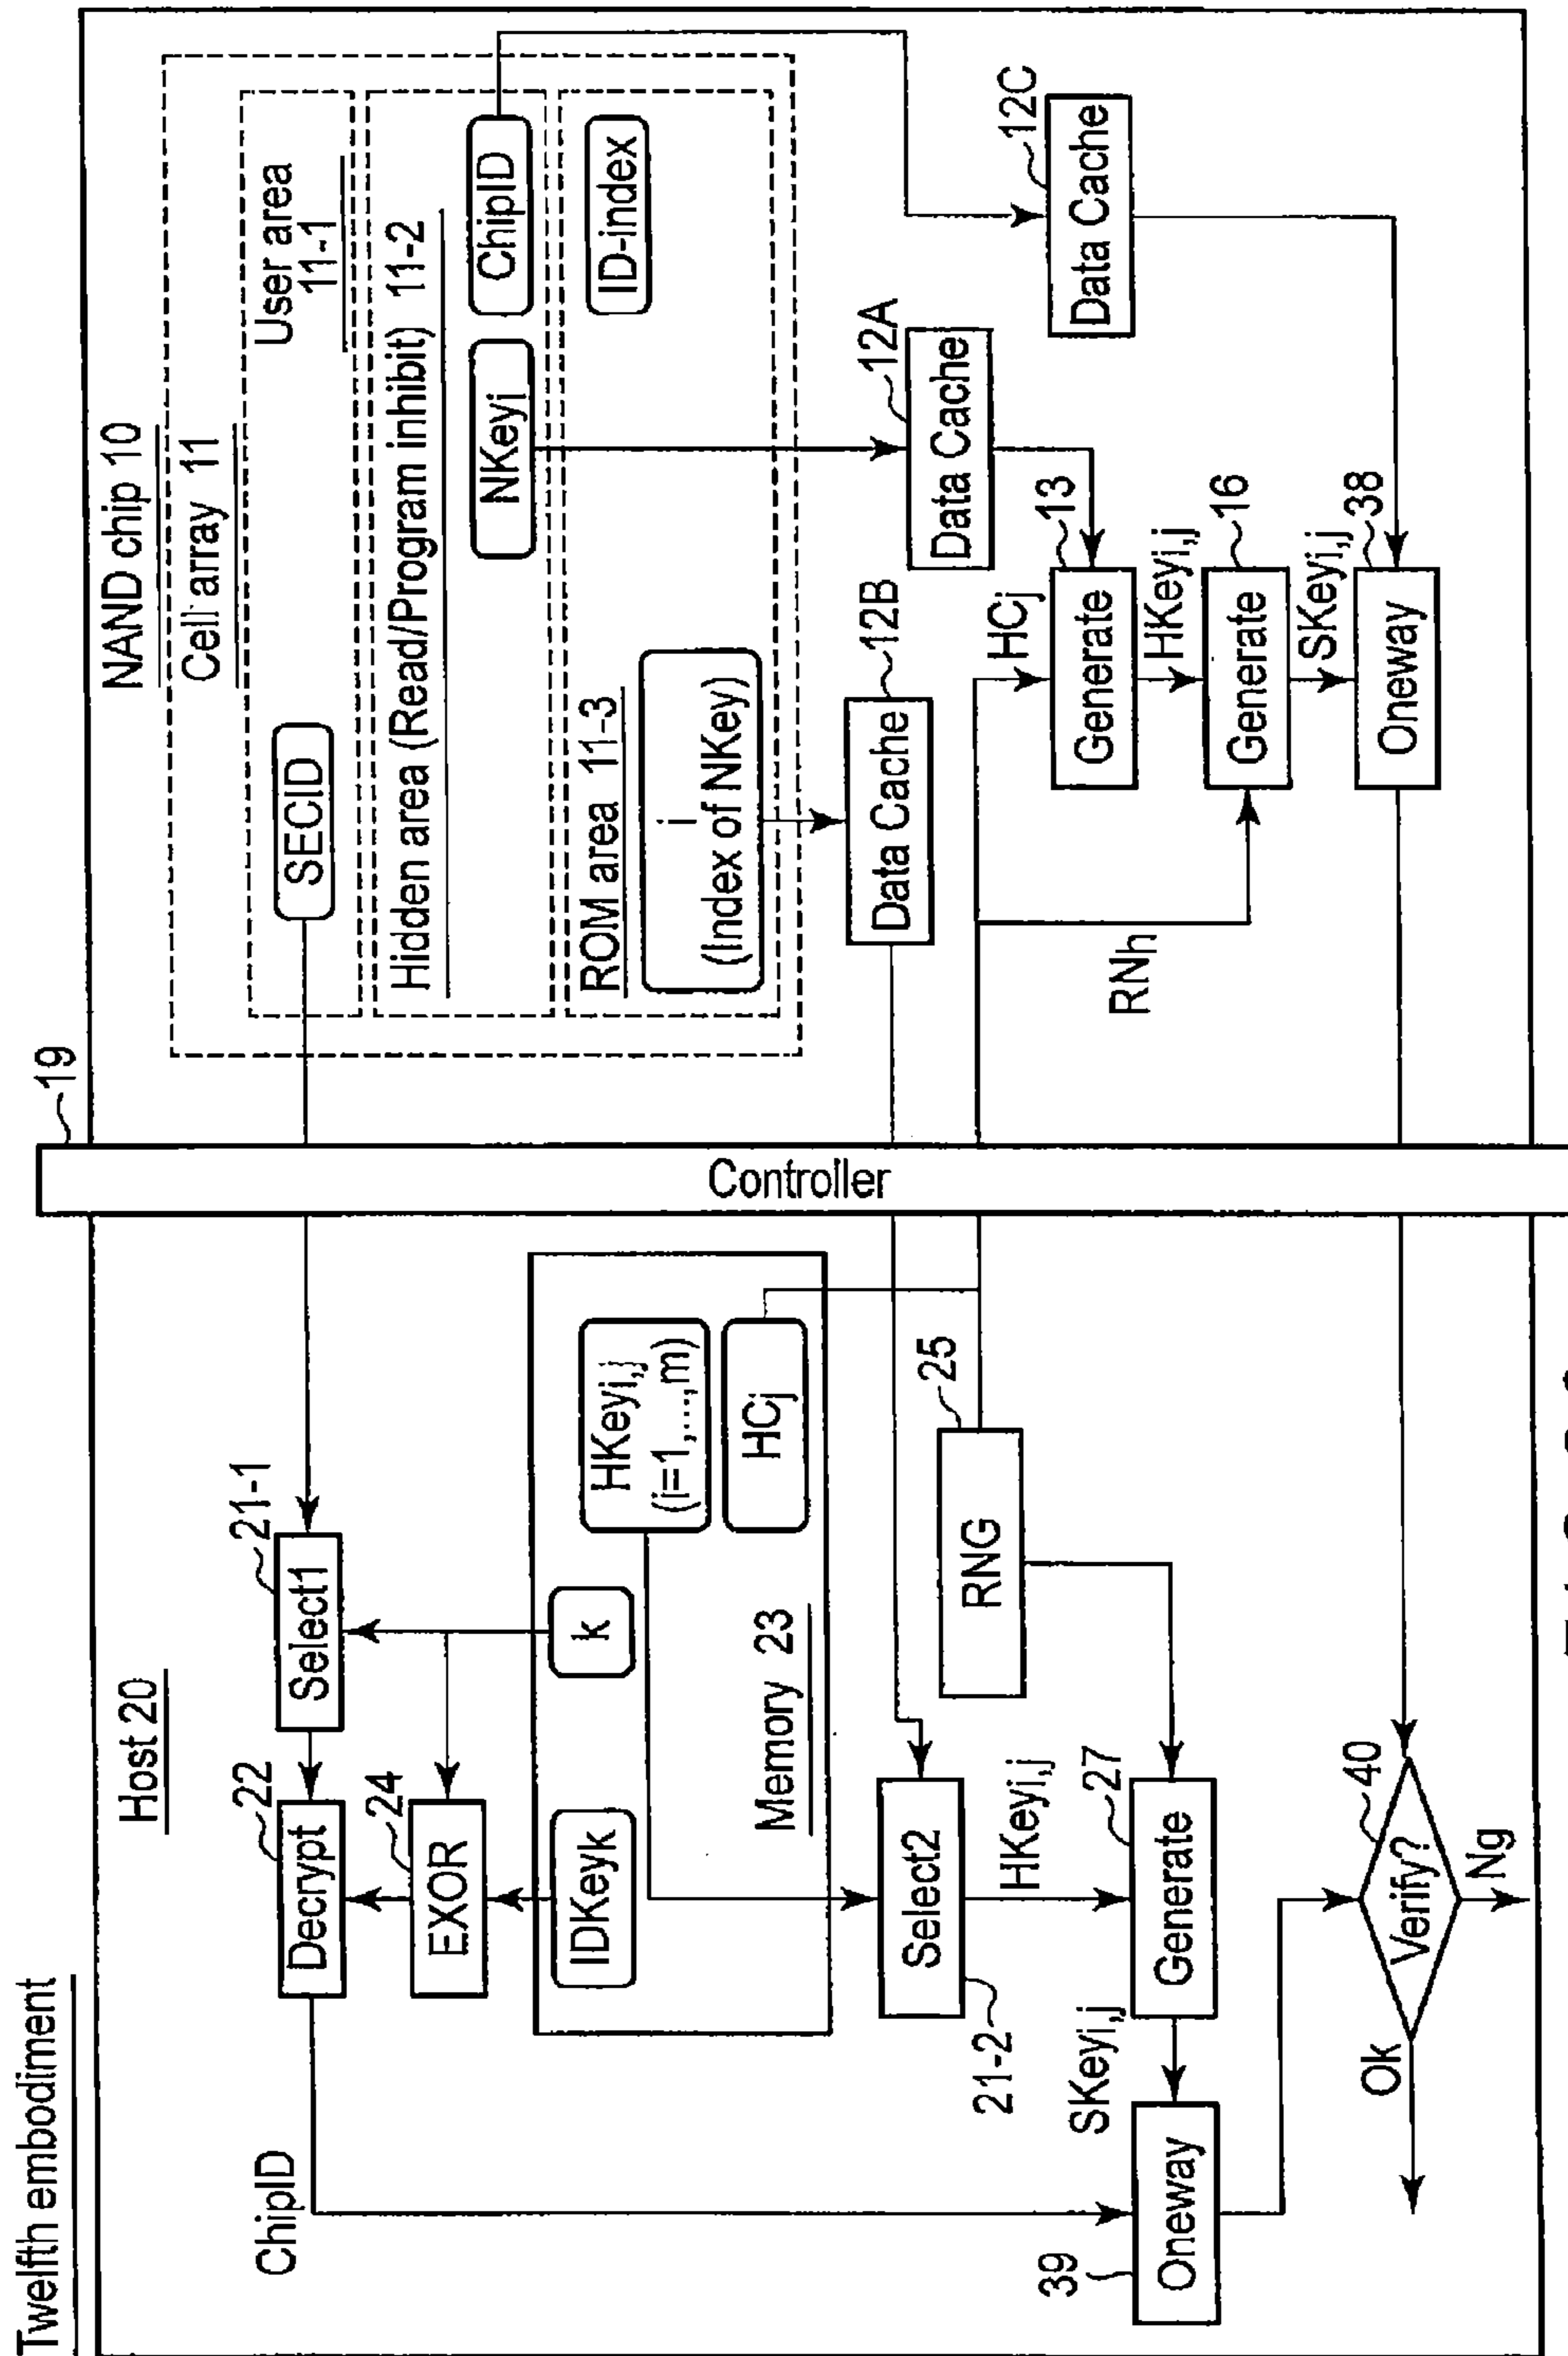 Twelfth embodiment
Host 20
ChipID
22
Decrypt
21-1
Select1
24
EXOR
IDKeyk
k
HKeyi,j
(i=1,...,m)
HCj
Memory 23
Select2
21-2
HKeyi,j
25
RNG
27
Generate
SKeyi,j
39
Oneway
40
Verify?
Ok
Ng
19
Controller
NAND chip 10
Cell array 11
User area
11-1
SECID
Hidden area (Read/Program inhibit) 11-2
NKeyi
ChipID
ROM area 11-3
i
(Index of NKey)
ID-index
12B
Data Cache
12A
Data Cache
12C
Data Cache
HCj
13
Generate
HKeyi,j
RNh
16
Generate
SKeyi,j
38
Oneway